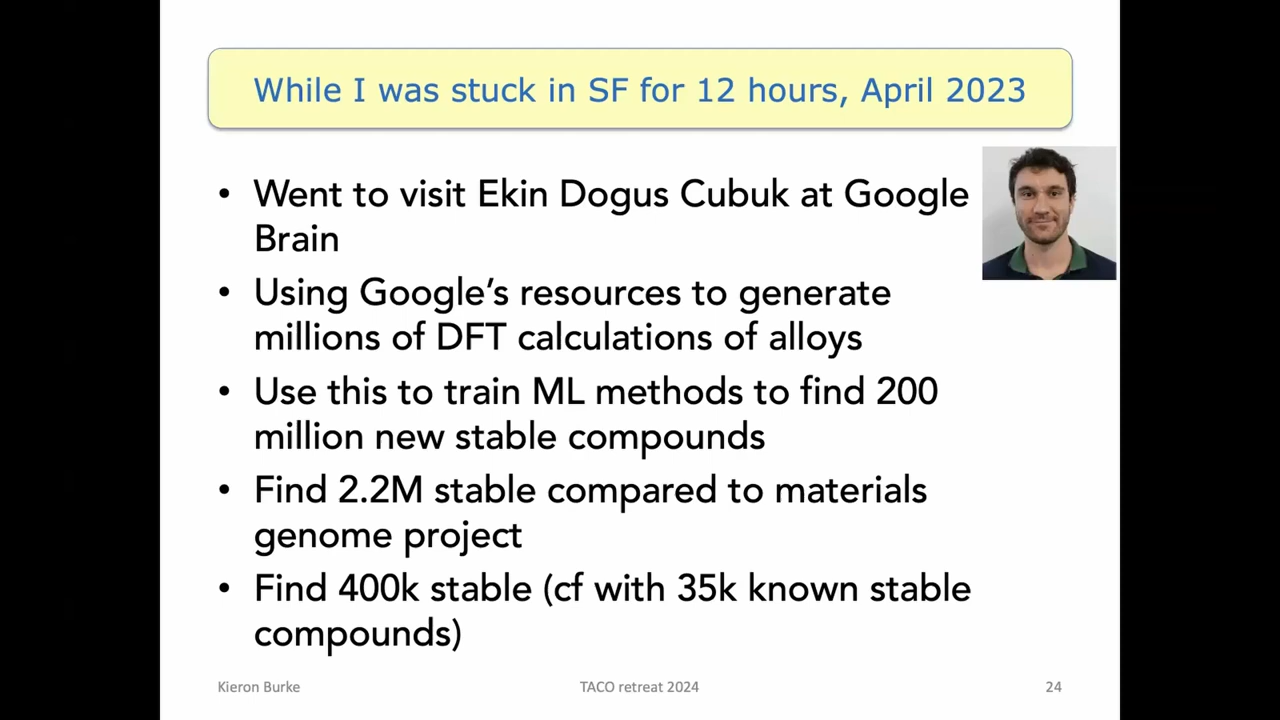 While I was stuck in SF for 12 hours, April 2023
• Went to visit Ekin Dogus Cubuk at Google
Brain
• Using Google’s resources to generate
millions of DFT calculations of alloys
• Use this to train ML methods to find 200
million new stable compounds
• Find 2.2M stable compared to materials
genome project
• Find 400k stable (cf with 35k known stable
compounds)
Kieron Burke
TACO retreat 2024
24